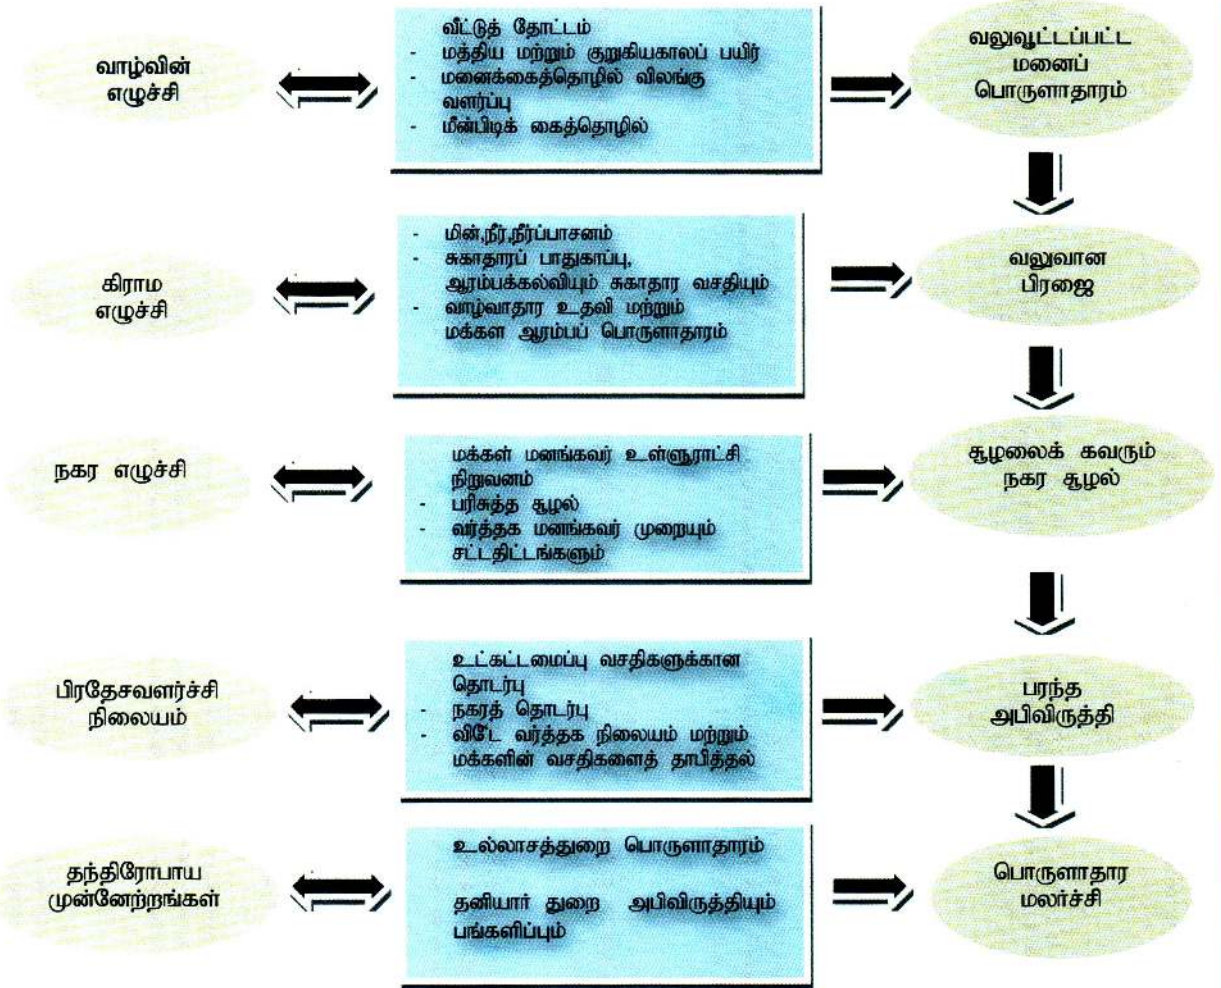 வாழ்வின்
எழுச்சி
வீட்டுத் தோட்டம்
- மத்திய மற்றும் குறுகியகாலப் பயிர்
- மனைக்கைத்தொழில் விலங்கு
வளர்ப்பு
- மீன்பிடிக் கைத்தொழில்
வலுவூட்டப்பட்ட
மனைப்
பொருளாதாரம்
கிராம
எழுச்சி
- மின்,நீர்,நீர்ப்பாசனம்
- சுகாதாரப் பாதுகாப்பு,
ஆரம்பக்கல்வியும் சுகாதார வசதியும்
- வாழ்வாதார உதவி மற்றும்
மக்கள ஆரம்பப் பொருளாதாரம்
வலுவான
பிரஜை
நகர எழுச்சி
மக்கள் மனங்கவர் உள்ளூராட்சி
நிறுவனம்
- பரிசுத்த சூழல்
- வர்த்தக மனங்கவர் முறையும்
சட்டதிட்டங்களும்
சூழலைக் கவரும்
நகர சூழல்
பிரதேசவளர்ச்சி
நிலையம்
உட்கட்டமைப்பு வசதிகளுக்கான
தொடர்பு
- நகரத் தொடர்பு
- விடே வர்த்தக நிலையம் மற்றும்
மக்களின் வசதிகளைத் தாபித்தல்
பரந்த
அபிவிருத்தி
தந்திரோபாய
முன்னேற்றங்கள்
உல்லாசத்துறை பொருளாதாரம்
தனியார் துறை அபிவிருத்தியும்
பங்களிப்பும்
பொருளாதார
மலர்ச்சி